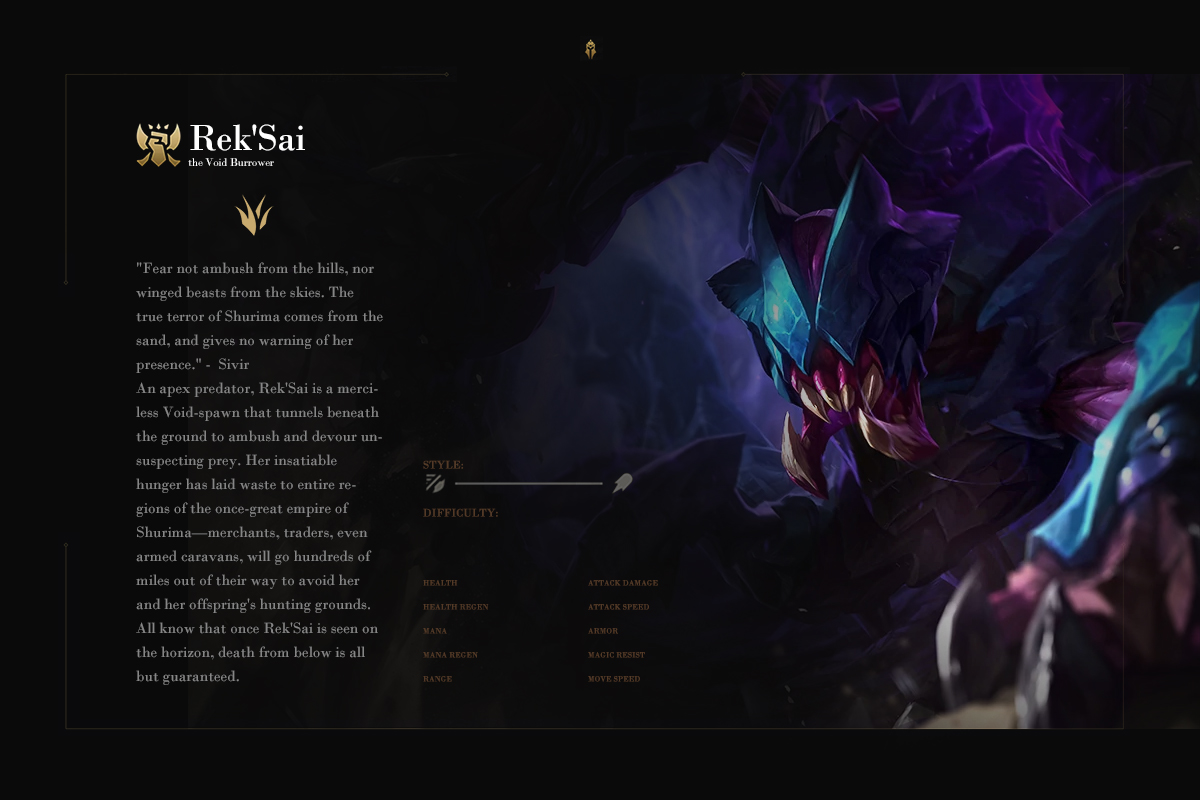 Rek'Sai
the Void Burrower
"Fear not ambush from the hills, nor
winged beasts from the skies. The
true terror of Shurima comes from the
sand, and gives no warning of her
presence." -  Sivir
An apex predator, Rek'Sai is a merci-
less Void-spawn that tunnels beneath
the ground to ambush and devour un-
suspecting prey. Her insatiable
hunger has laid waste to entire re-
gions of the once-great empire of
Shurima—merchants, traders, even
armed caravans, will go hundreds of
miles out of their way to avoid her
and her offspring's hunting grounds.
All know that once Rek'Sai is seen on
the horizon, death from below is all
but guaranteed.
STYLE:
DIFFICULTY:
HEALTH
HEALTH REGEN
MANA
MANA REGEN
RANGE
ATTACK DAMAGE
ATTACK SPEED
ARMOR
MAGIC RESIST
MOVE SPEED